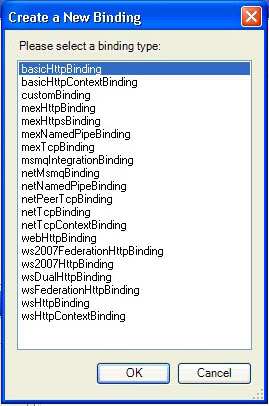 Create a New Binding
Please select a binding type:
basicHttpBinding
basicHttpContextBinding
customBinding
mexHttpBinding
mexHttpsBinding
mexNamedPipeBinding
mexTcpBinding
msmqIntegrationBinding
netMsmqBinding
netNamedPipeBinding
netPeerTcpBinding
netTcpBinding
netTcpContextBinding
webHttpBinding
ws2007FederationHttpBinding
ws2007HttpBinding
wsDualHttpBinding
wsFederationHttpBinding
wsHttpBinding
wsHttpContextBinding
OK
Cancel